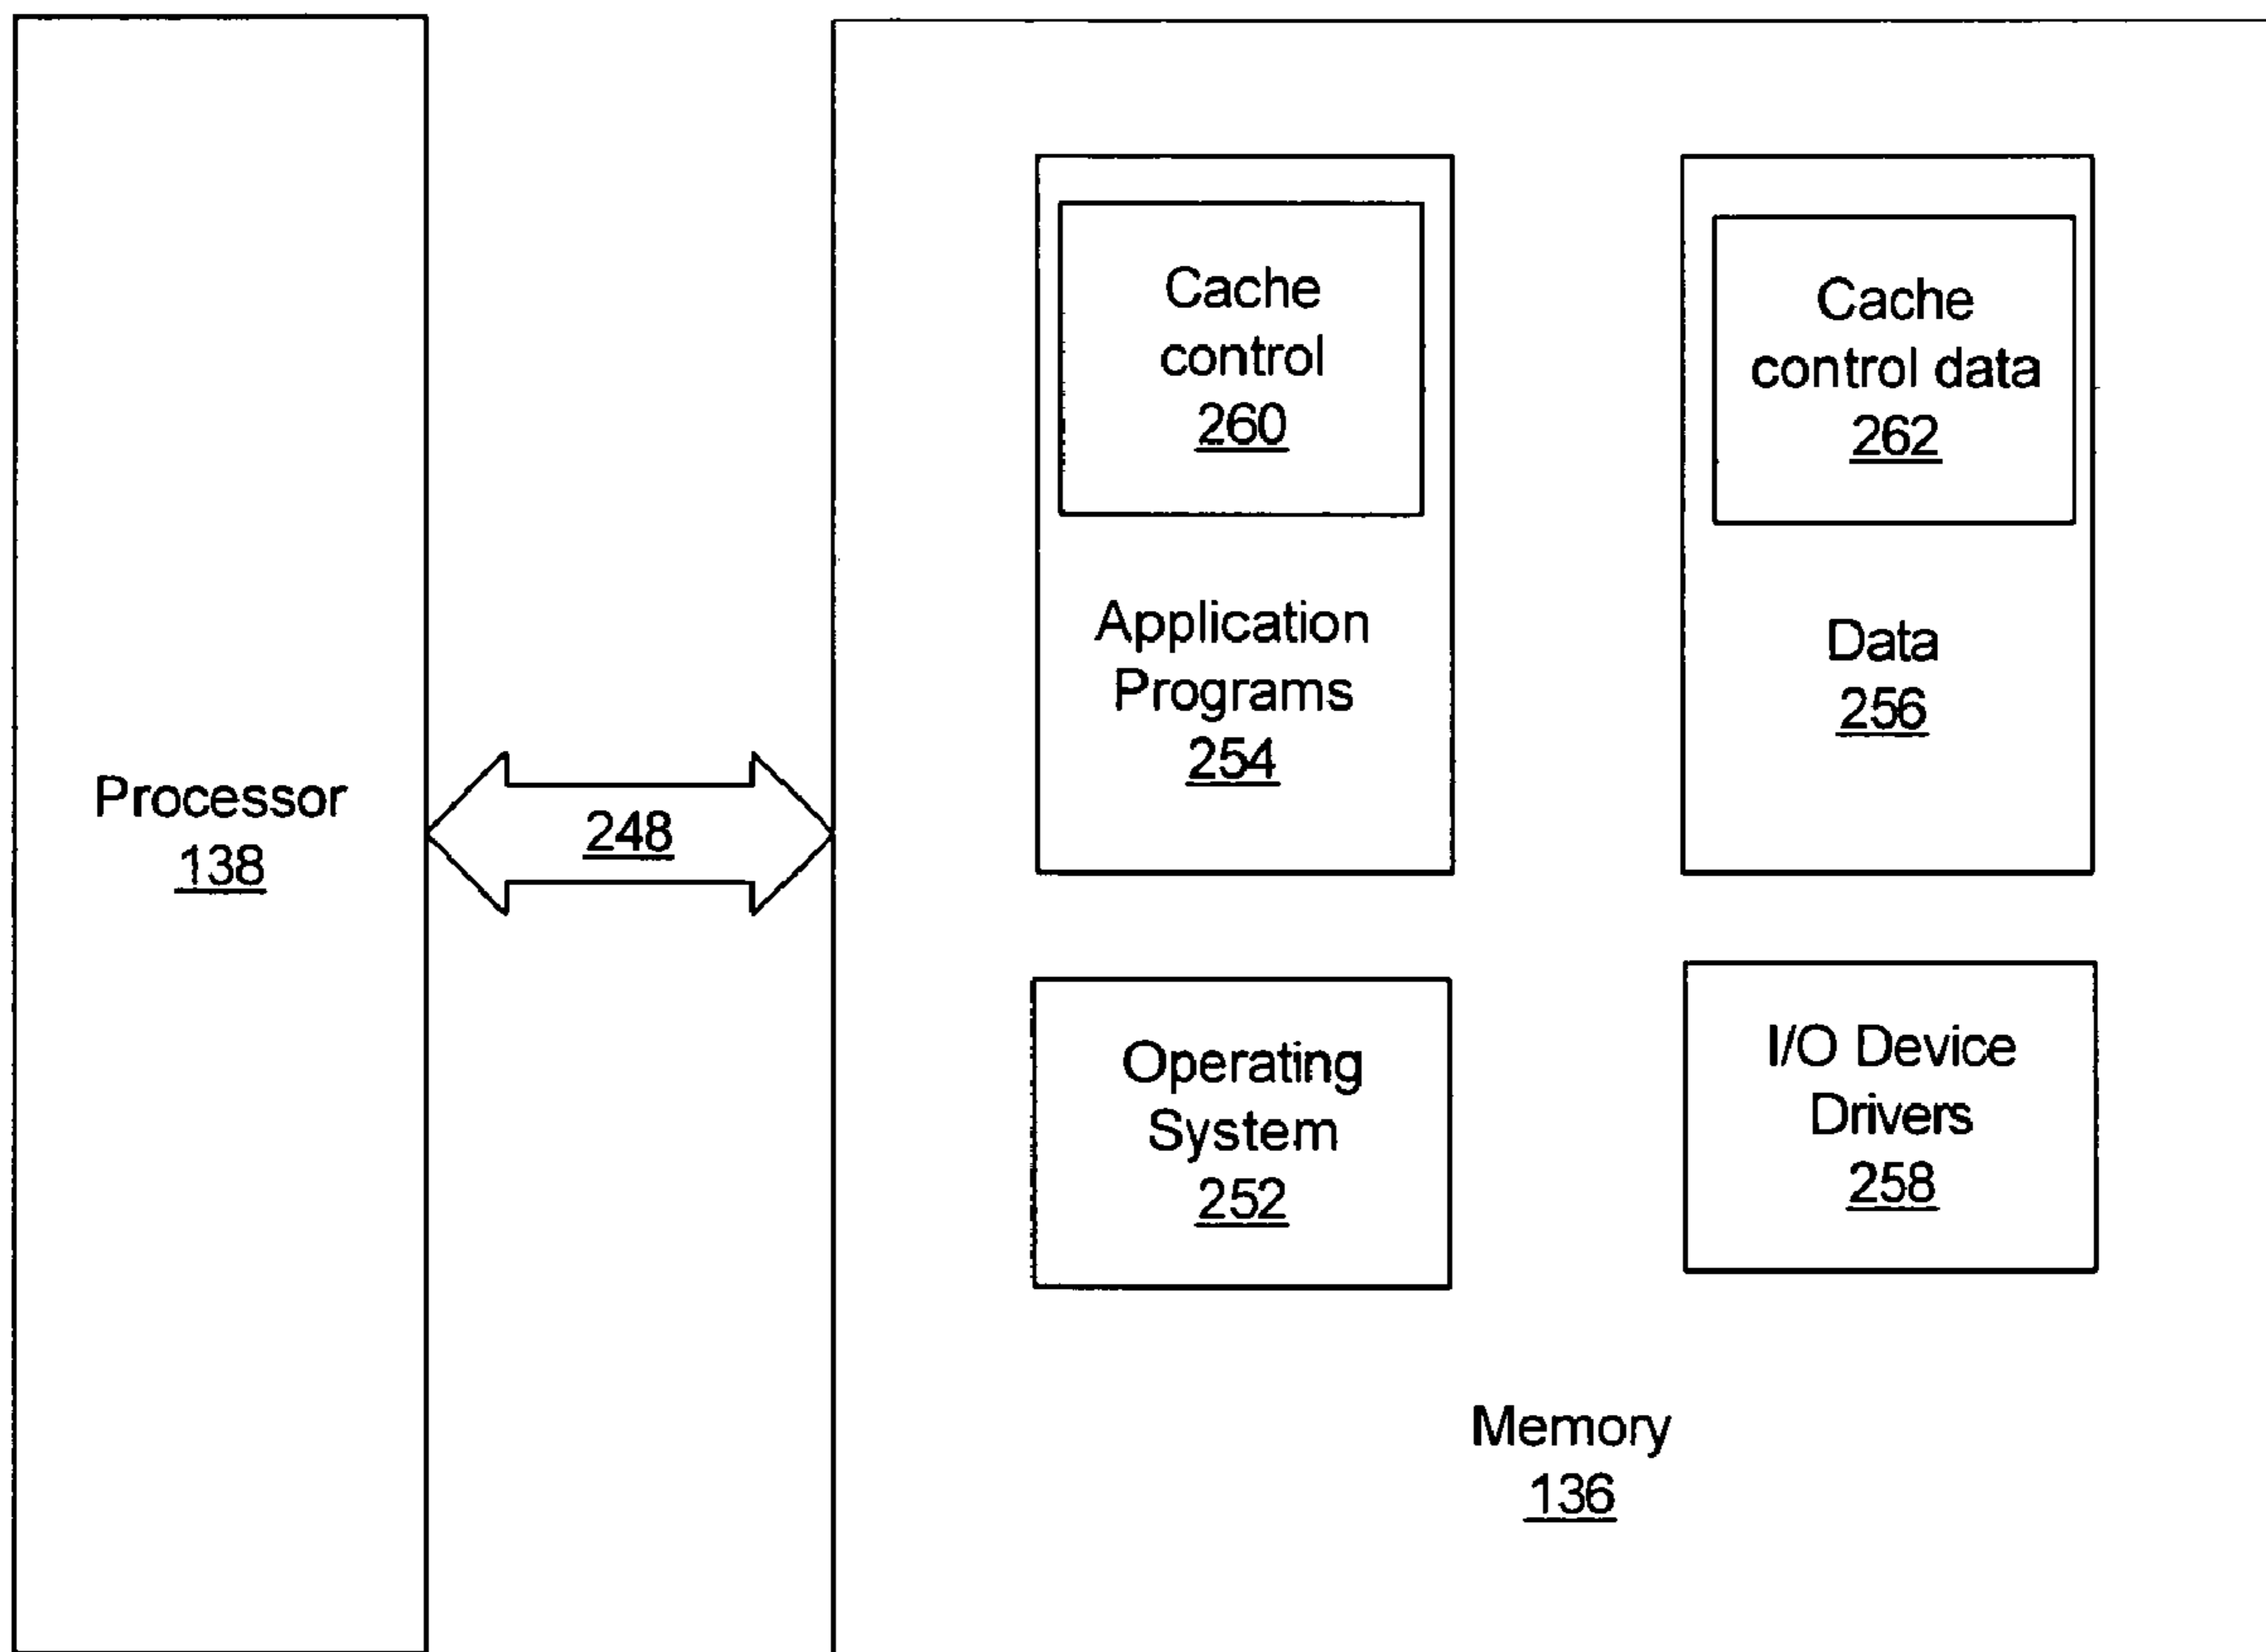 Processor
138
248
Cache
control
260
Application
Programs
254
Cache
control data
262
Data
256
Operating
System
252
I/O Device
Drivers
258
Memory
136